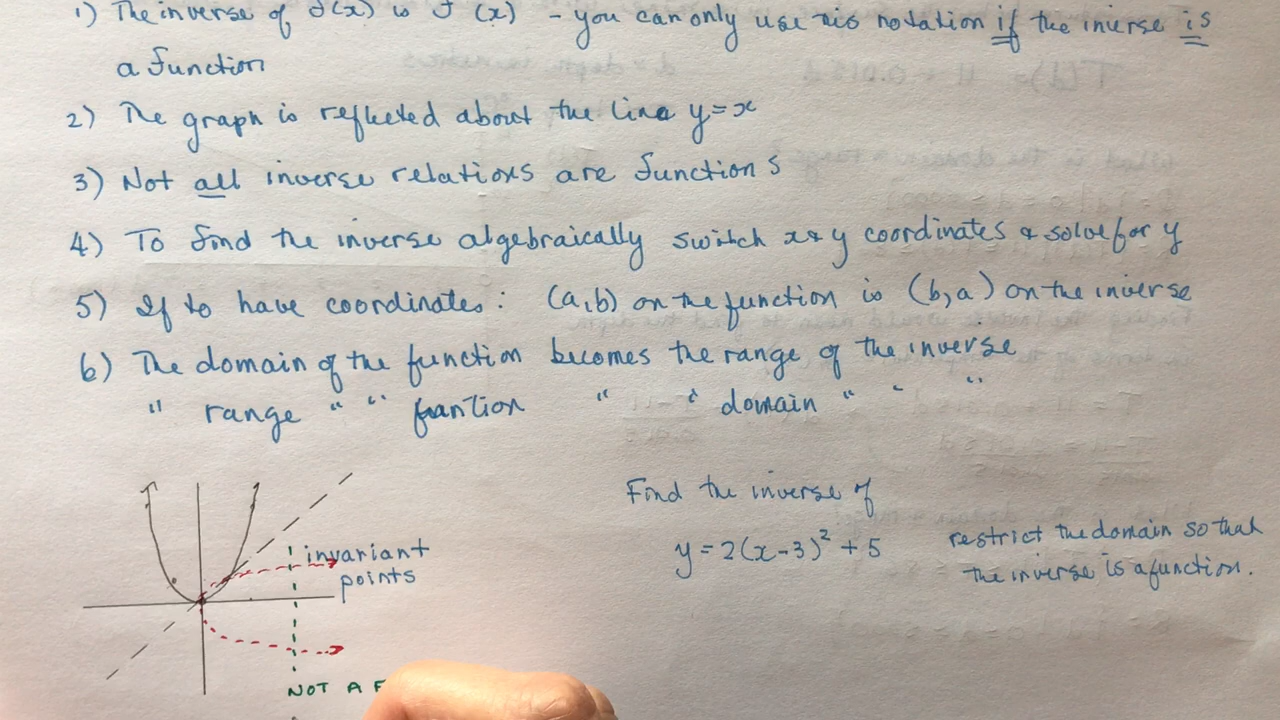 1) The inverse of f(x) is f (x) - you can only use this notation if the inverse is
a function
2) The graph is reflected about the line y=x
3) Not all inverse relations are functions
4) To find the inverse algebraically switch x & y coordinates & solve for y
5) If to have coordinates: (a,b) on the function is (b,a) on the inverse
6) The domain of the function becomes the range of the inverse
" range " " function " " domain " " "
Find the inverse of
y = 2(x-3)² + 5
restrict the domain so that
the inverse is a function.
invariant
points
NOT A F